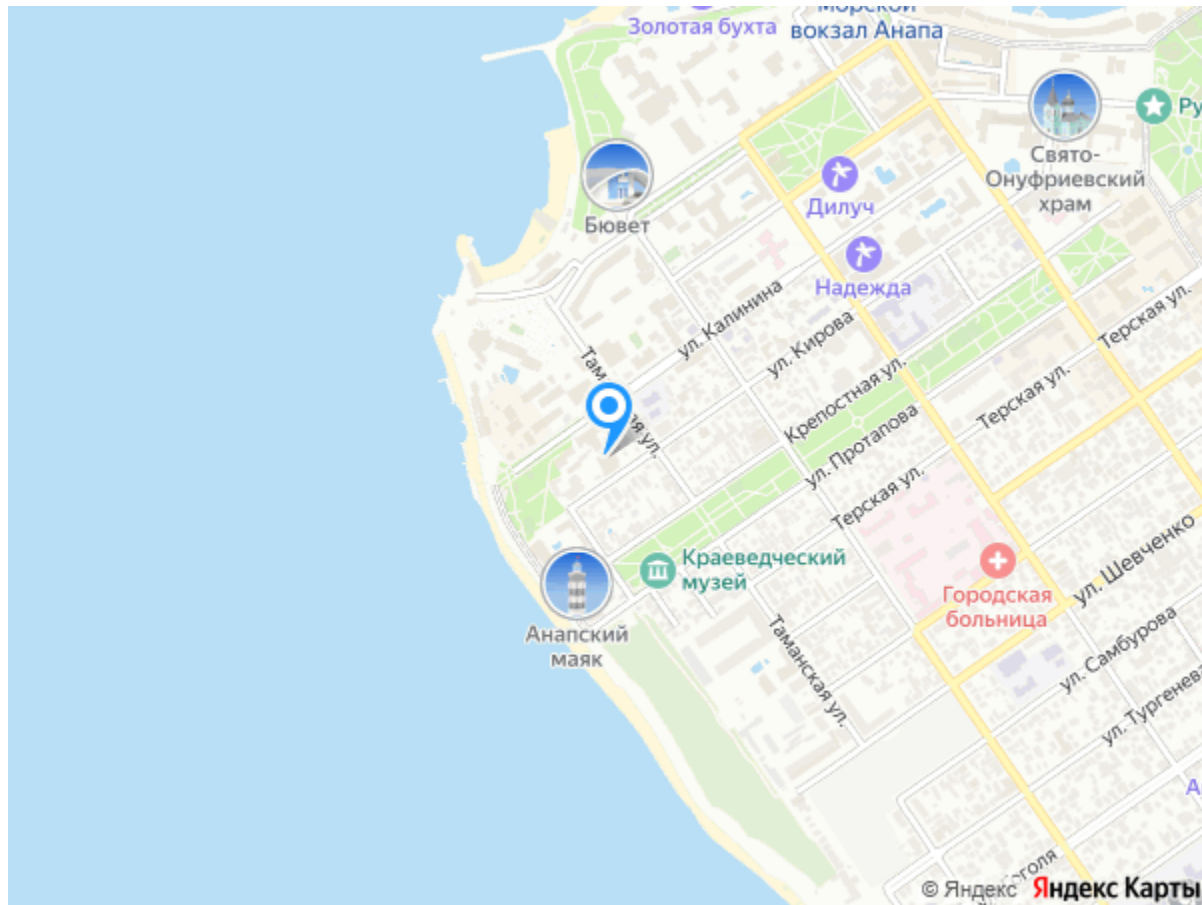 Морской
вокзал Анапа
Золотая бухта
Ру
Свято-
Онуфриевский
храм
Дилуч
Бювет
Надежда
ул. Калинина
ул. Кирова
Терская ул.
Крепостная ул.
Терская ул.
ул. Протапова
Терская ул.
ул. Шевченко
Краеведческий
музей
Городская
больница
Анапский
маяк
Таманская ул.
ул. Самбурова
ул. Тургенева
А
© Яндекс Яндекс Карты